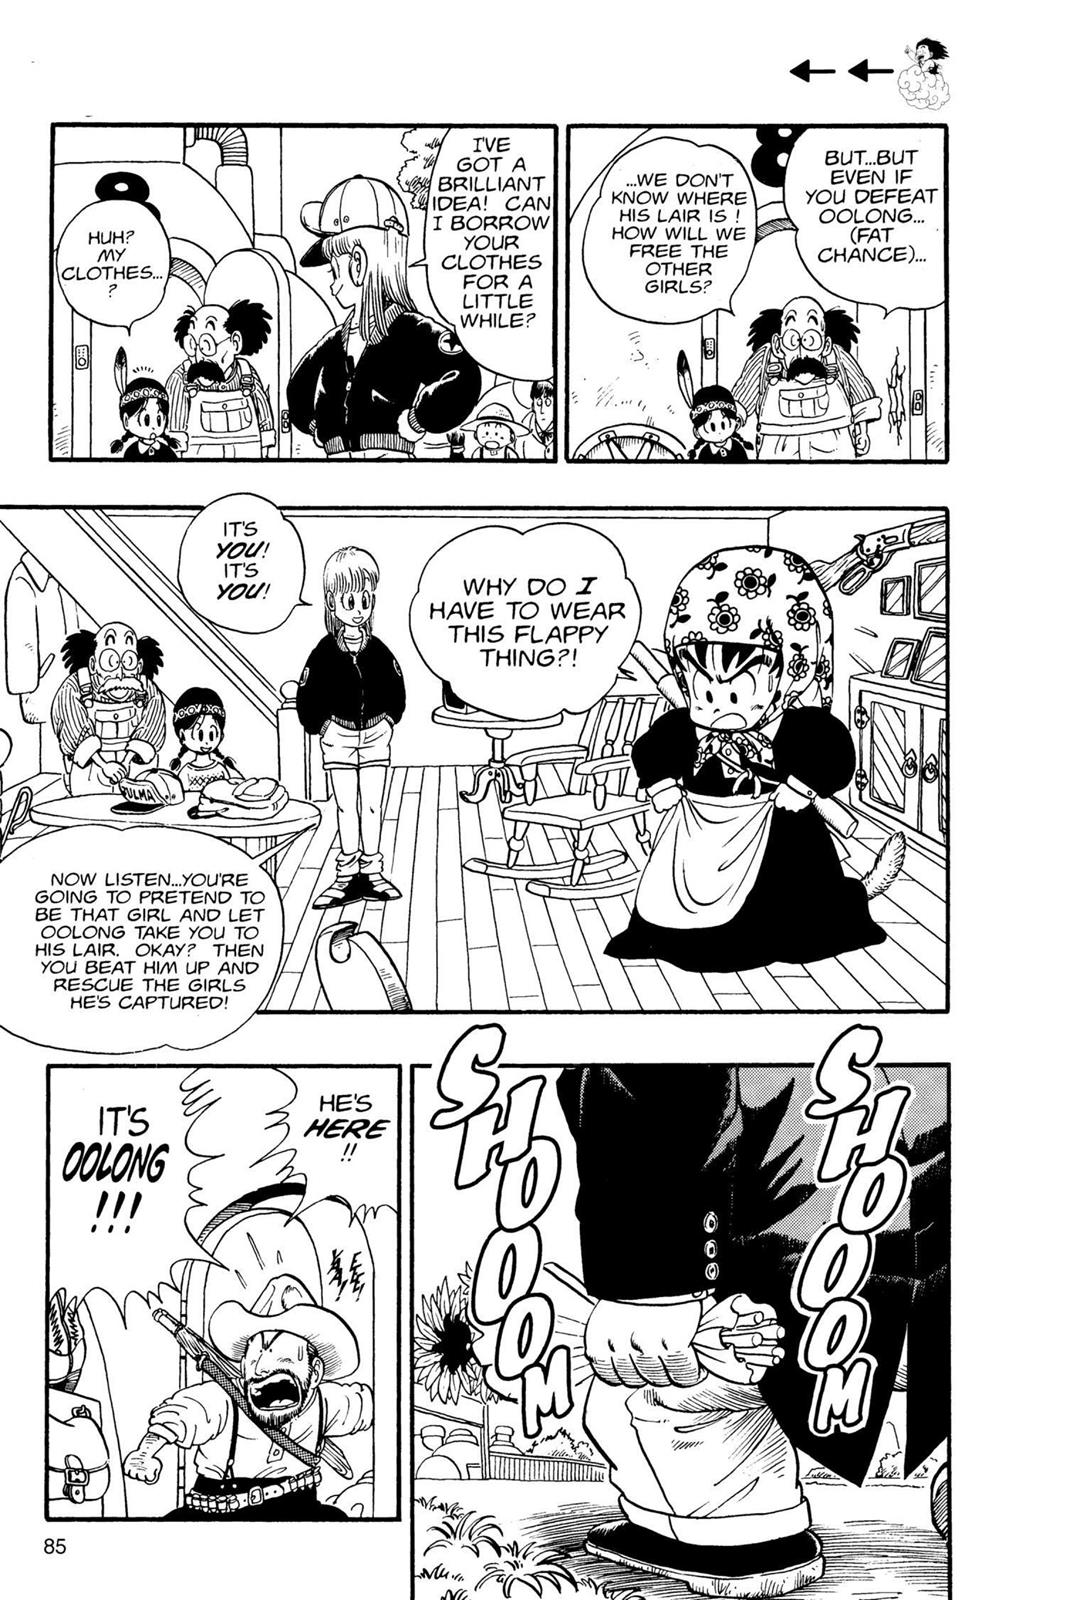 BUT...BUT
EVEN IF
YOU DEFEAT
OOLONG...
(FAT
CHANCE)...
...WE DON'T
KNOW WHERE
HIS LAIR IS!
HOW WILL WE
FREE THE
OTHER
GIRLS?
I'VE
GOT A
BRILLIANT
IDEA! CAN
I BORROW
YOUR
CLOTHES
FOR A
LITTLE
WHILE?
HUH?
MY
CLOTHES...
?
WHY DO I
HAVE TO WEAR
THIS FLAPPY
THING?!
IT'S
YOU!
IT'S
YOU!
NOW LISTEN...YOU'RE
GOING TO PRETEND TO
BE THAT GIRL AND LET
OOLONG TAKE YOU TO
HIS LAIR. OKAY? THEN
YOU BEAT HIM UP AND
RESCUE THE GIRLS
HE'S CAPTURED!
SHOOOM
SHOOOM
HE'S
HERE
!!
IT'S
OOLONG
!!!
85